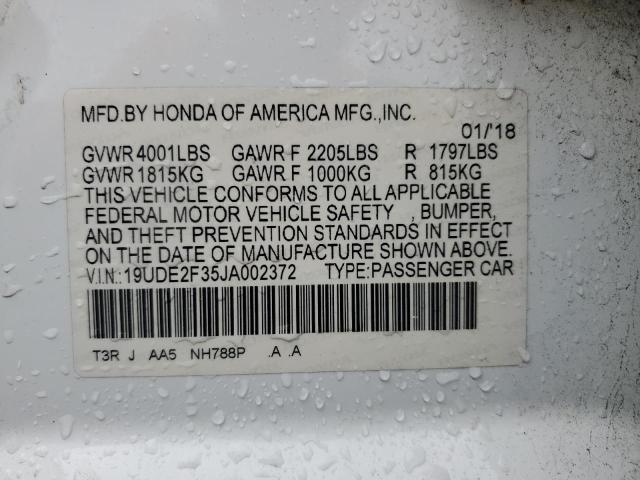 MFD.BY HONDA OF AMERICA MFG.,INC.
01/'18
GVWR 4001LBS GAWR F 2205LBS R 1797LBS
GVWR 1815KG GAWR F 1000KG R 815KG
THIS VEHICLE CONFORMS TO ALL APPLICABLE
FEDERAL MOTOR VEHICLE SAFETY , BUMPER,
AND THEFT PREVENTION STANDARDS IN EFFECT
ON THE DATE OF MANUFACTURE SHOWN ABOVE.
V.I.N.:19UDE2F35JA002372 TYPE:PASSENGER CAR
T3R J AA5 NH788P .A .A